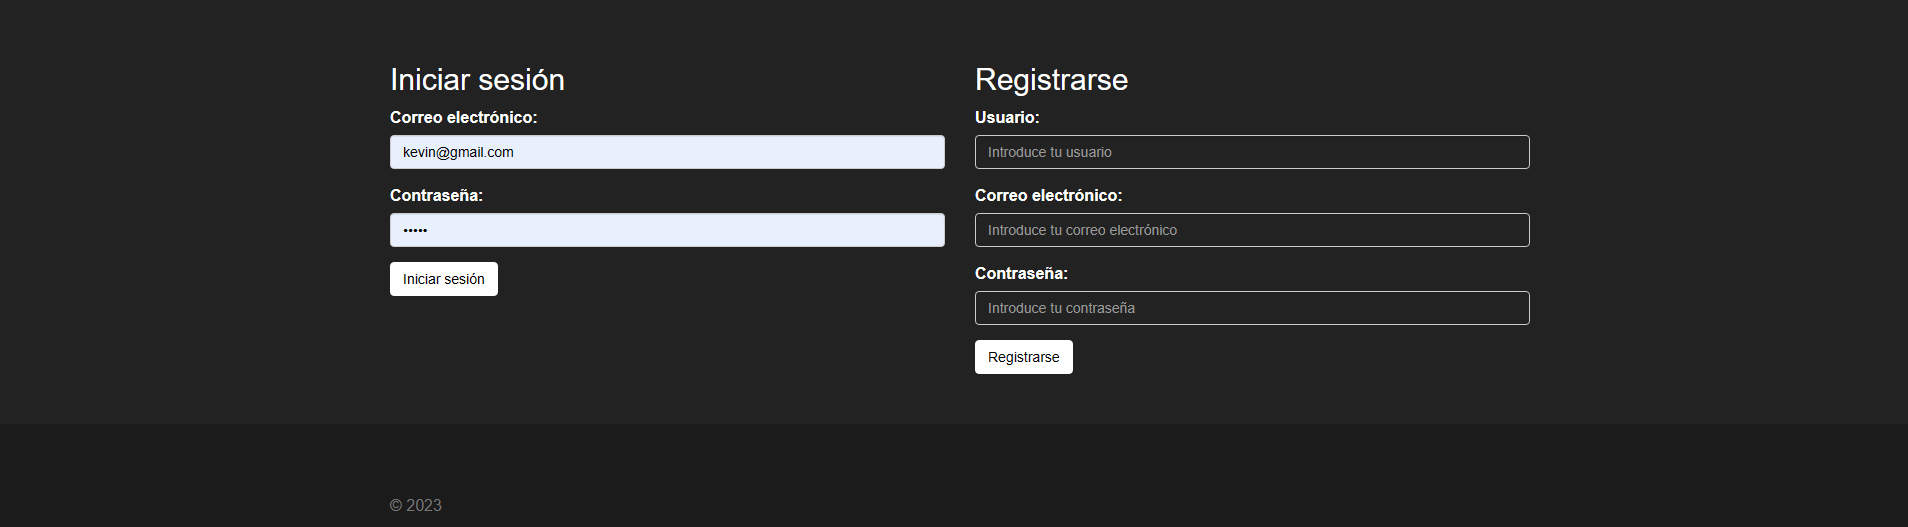 Iniciar sesión
Correo electrónico:
kevin@gmail.com
Contraseña:
•••••
Iniciar sesión
Registrarse
Usuario:
Introduce tu usuario
Correo electrónico:
Introduce tu correo electrónico
Contraseña:
Introduce tu contraseña
Registrarse
© 2023